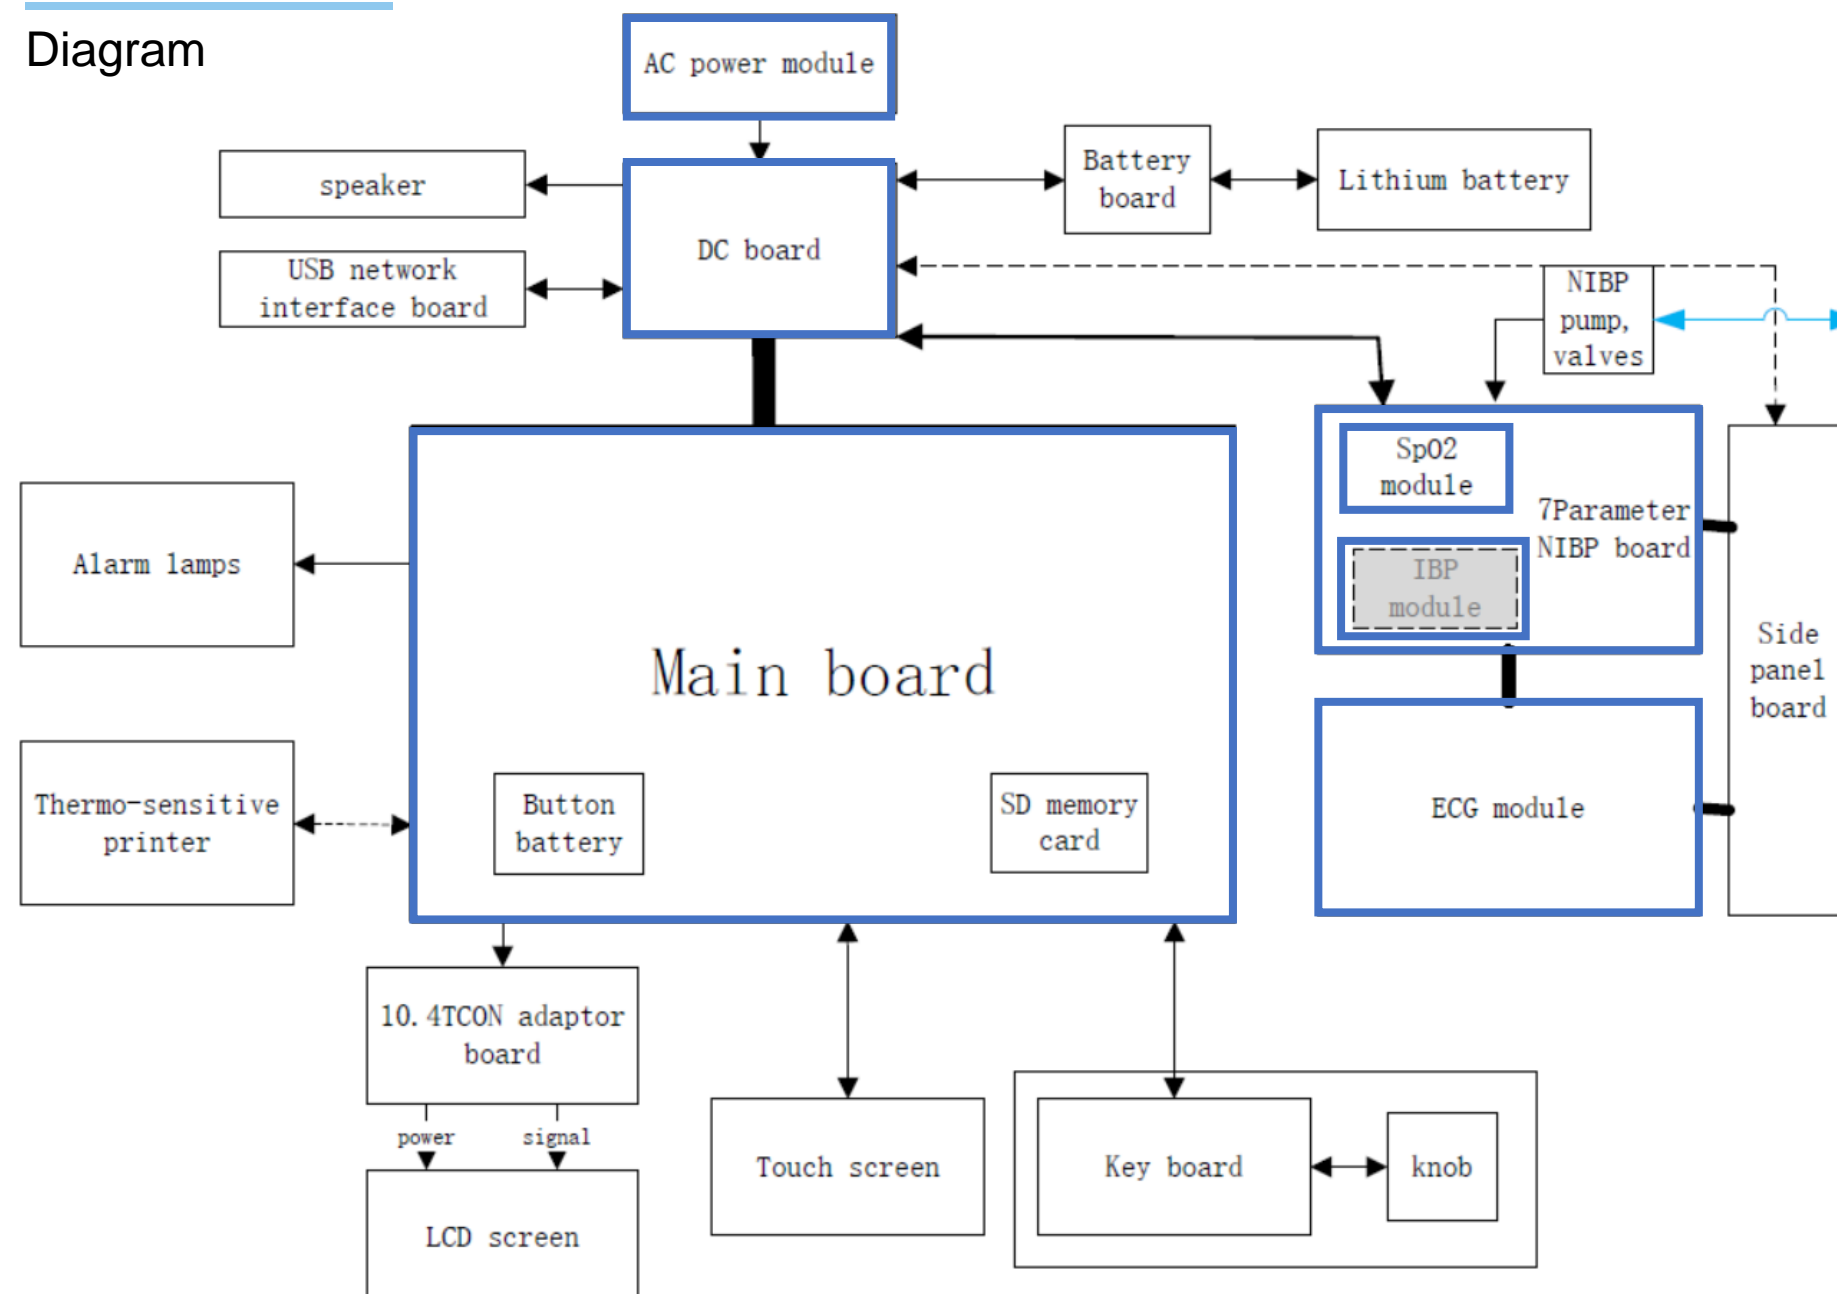 Diagram
AC power module
speaker
Battery
board
Lithium battery
DC board
USB network
interface board
NIBP
pump,
valves
SpO2
module
7Parameter
NIBP board
IBP
module
Alarm lamps
Main board
Side
panel
board
Thermo-sensitive
printer
Button
battery
SD memory
card
ECG module
10.4TCON adaptor
board
power
signal
LCD screen
Touch screen
Key board
knob